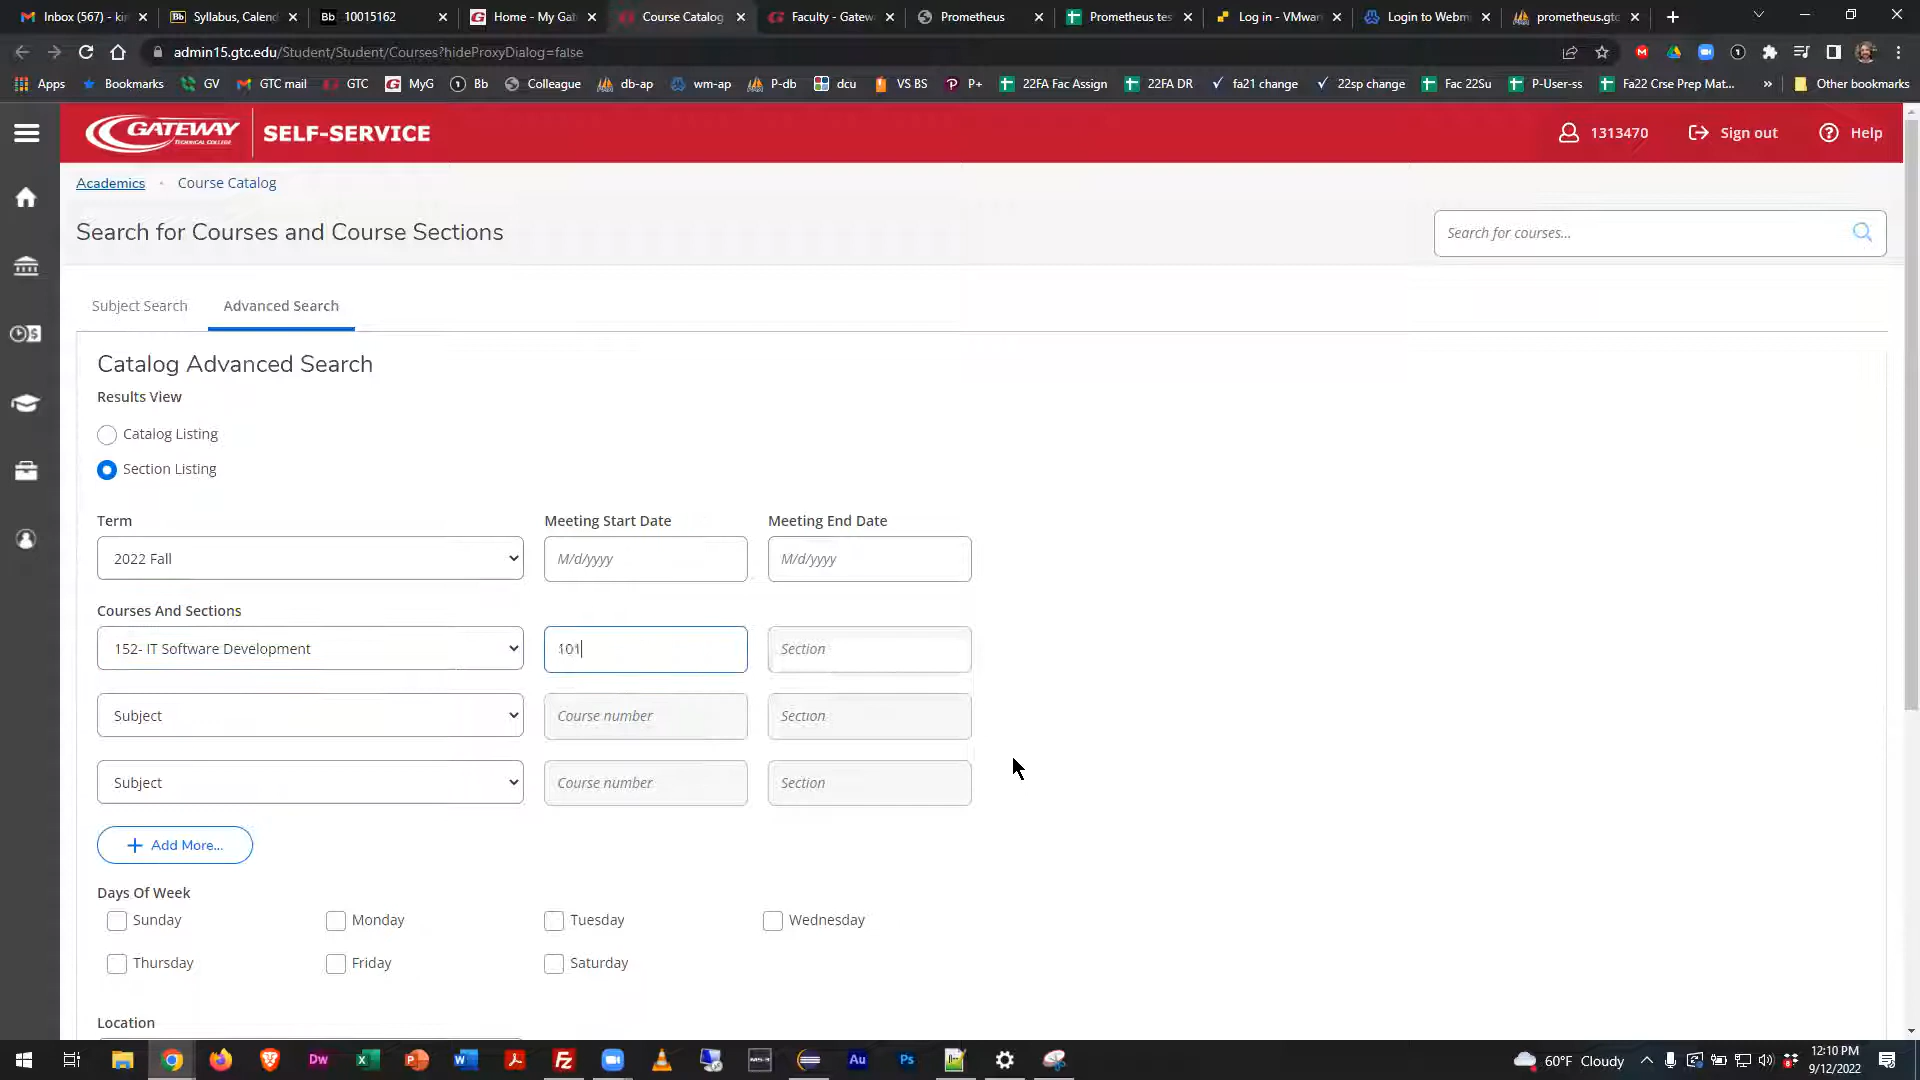 Inbox (567) - ki
Syllabus, Calend
10015162
Home - My Gat
Course Catalog
Faculty - Gatew
Prometheus
Prometheus tes
Log in - VMwar
Login to Webm
prometheus.gtc
admin15.gtc.edu/Student/Student/Courses?hideProxyDialog=false
Apps Bookmarks GV GTC mail GTC MyG Bb Colleague db-ap wm-ap P-db dcu VS BS P+ 22FA Fac Assign 22FA DR fa21 change 22sp change Fac 22Su P-User-ss Fa22 Crse Prep Mat... » Other bookmarks
GATEWAY TECHNICAL COLLEGE SELF-SERVICE 1313470 Sign out Help
Academics · Course Catalog
Search for Courses and Course Sections Search for courses...
Subject Search Advanced Search
Catalog Advanced Search
Results View
Catalog Listing
Section Listing
Term Meeting Start Date Meeting End Date
2022 Fall M/d/yyyy M/d/yyyy
Courses And Sections
152- IT Software Development 101 Section
Subject Course number Section
Subject Course number Section
+ Add More...
Days Of Week
Sunday Monday Tuesday Wednesday
Thursday Friday Saturday
Location
60°F Cloudy 12:10 PM
9/12/2022